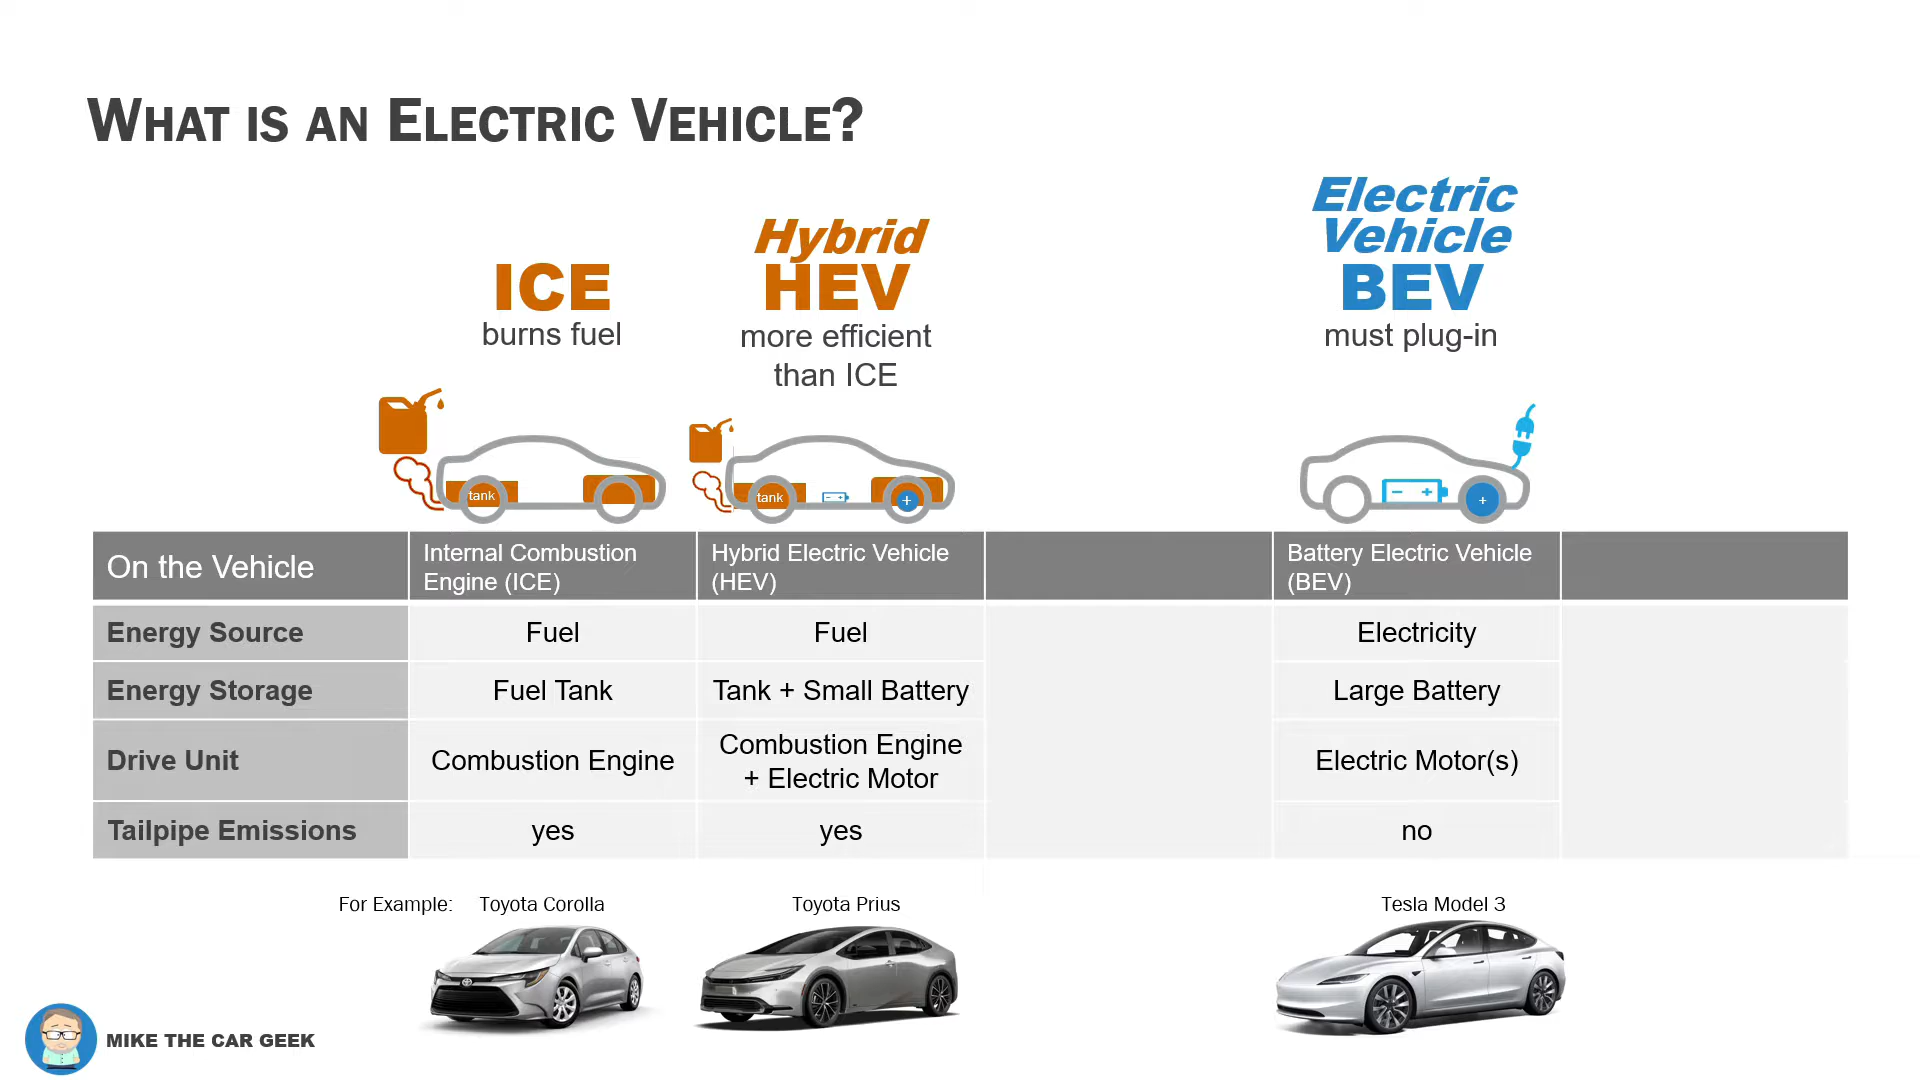 WHAT IS AN ELECTRIC VEHICLE?
ICE
burns fuel
Hybrid
HEV
more efficient
than ICE
Electric
Vehicle
BEV
must plug-in
tank
tank
- +
+
- +
+
On the Vehicle
Internal Combustion
Engine (ICE)
Hybrid Electric Vehicle
(HEV)
Battery Electric Vehicle
(BEV)
Energy Source
Fuel
Fuel
Electricity
Energy Storage
Fuel Tank
Tank + Small Battery
Large Battery
Drive Unit
Combustion Engine
Combustion Engine
+ Electric Motor
Electric Motor(s)
Tailpipe Emissions
yes
yes
no
For Example:
Toyota Corolla
Toyota Prius
Tesla Model 3
MIKE THE CAR GEEK